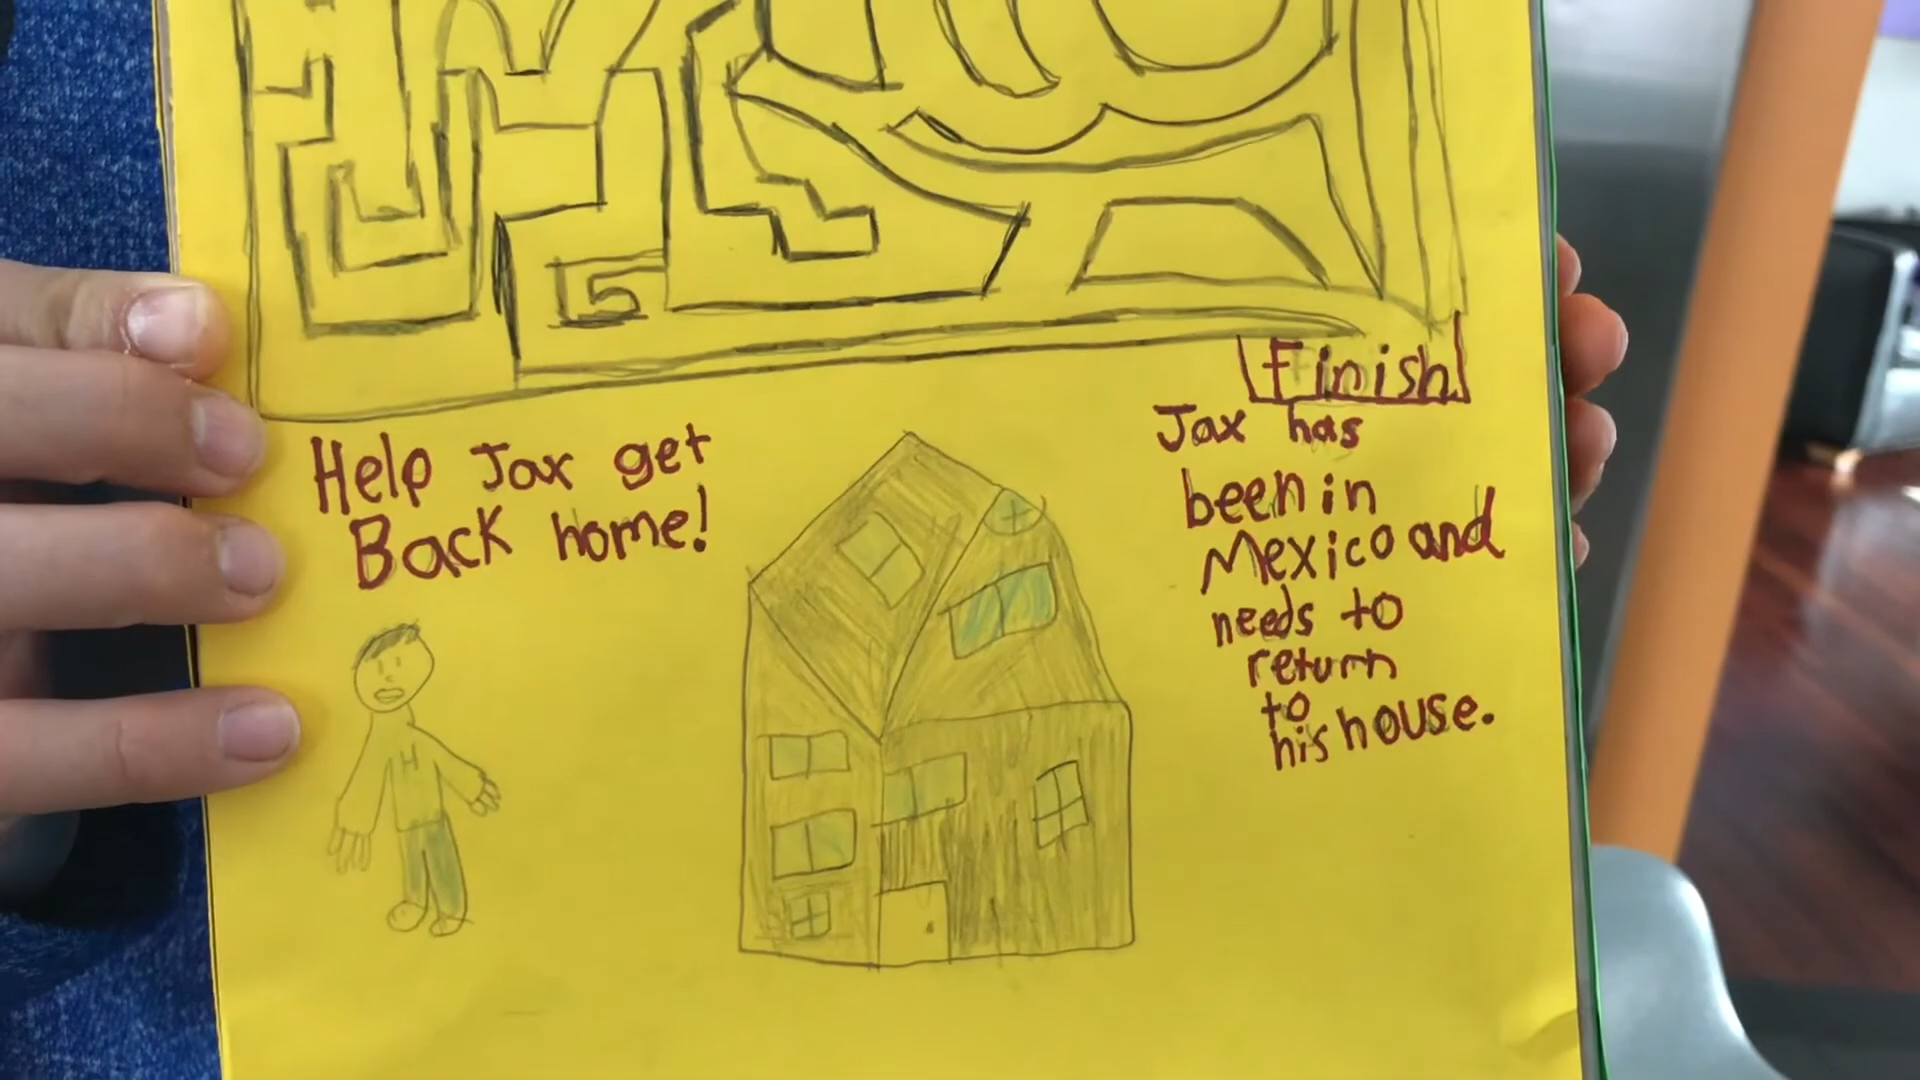 Finish
Help Jax get
Back home!
Jax has
been in
Mexico and
needs to
return
to
his house.
H